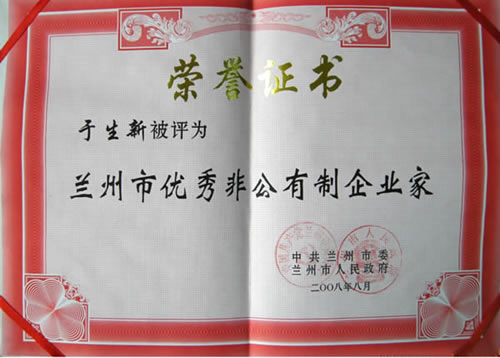 荣誉证书
于生新被评为
兰州市优秀非公有制企业家
中共兰州市委
兰州市人民政府
二〇〇八年八月